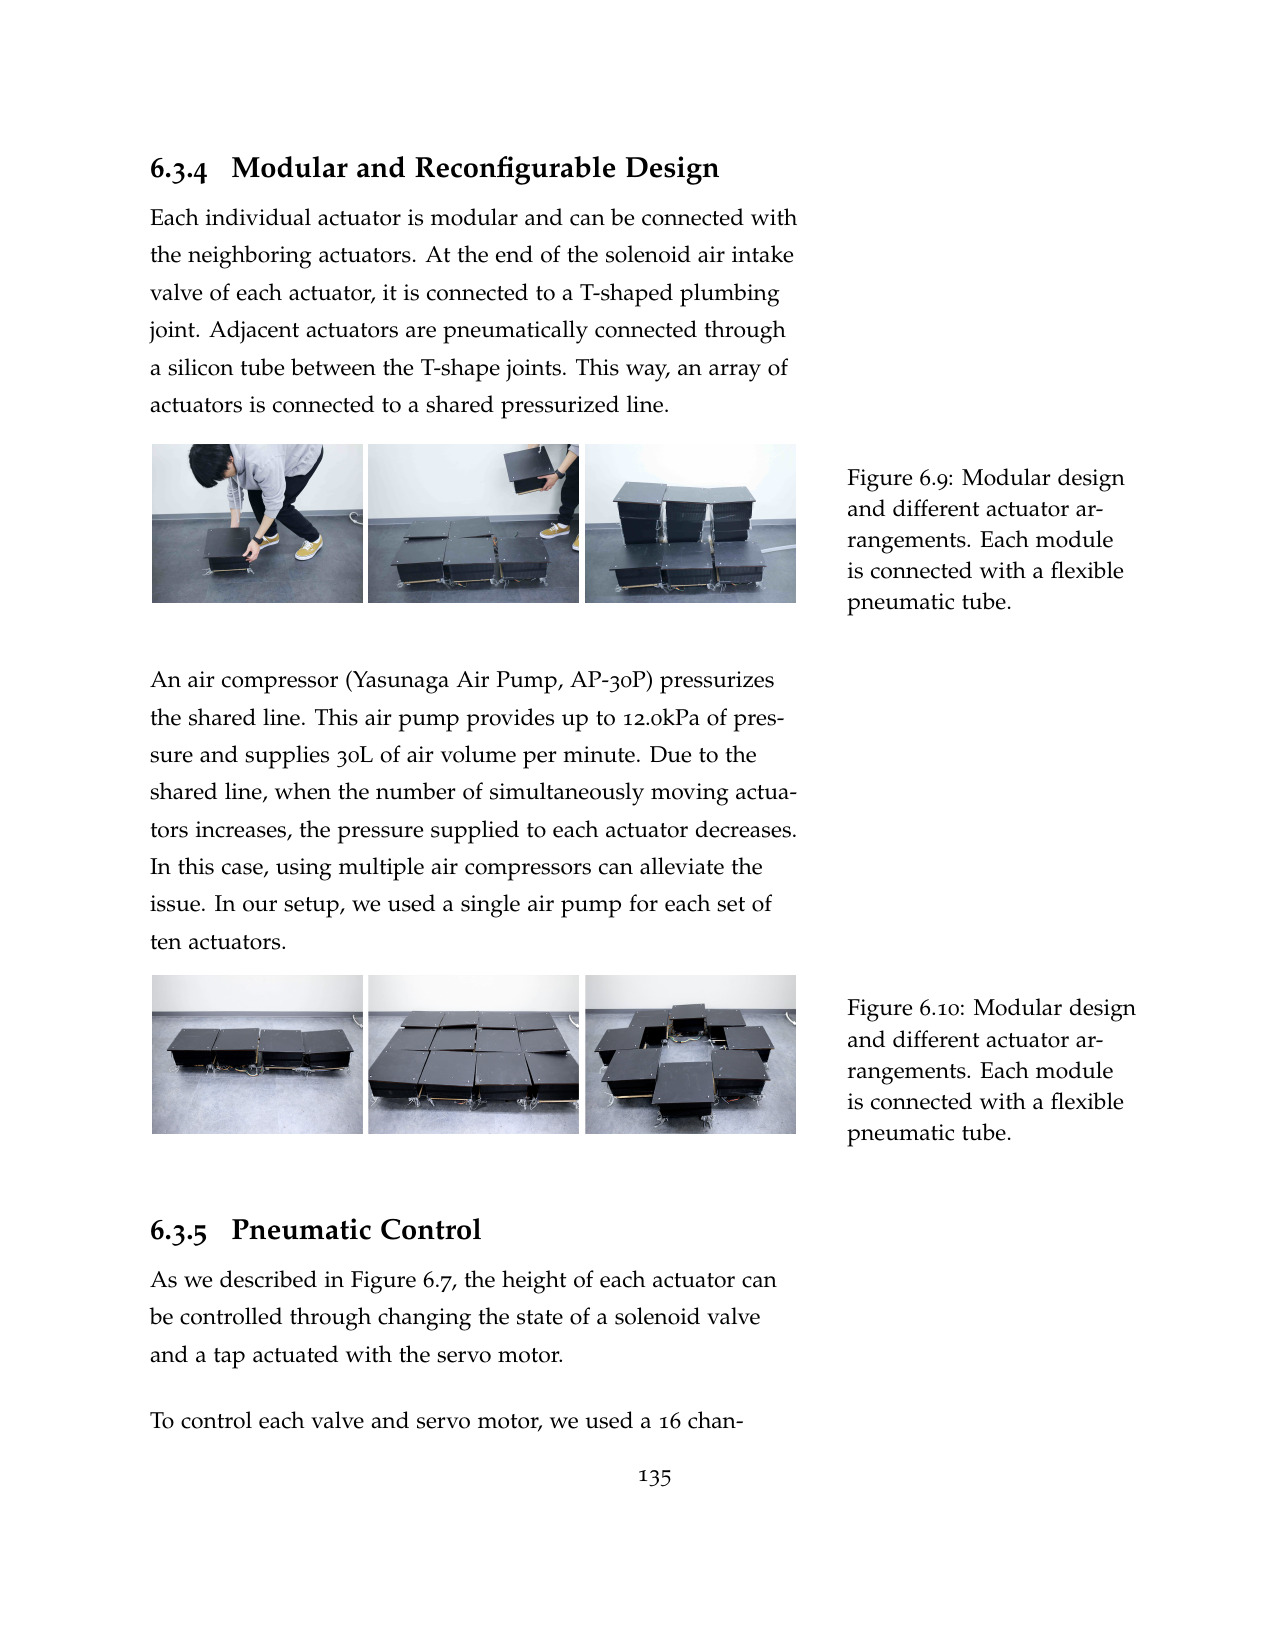 6.3.4 Modular and Reconfigurable Design
Each individual actuator is modular and can be connected with
the neighboring actuators. At the end of the solenoid air intake
valve of each actuator, it is connected to a T-shaped plumbing
joint. Adjacent actuators are pneumatically connected through
a silicon tube between the T-shape joints. This way, an array of
actuators is connected to a shared pressurized line.
Figure 6.9: Modular design
and different actuator ar-
rangements. Each module
is connected with a flexible
pneumatic tube.
An air compressor (Yasunaga Air Pump, AP-30P) pressurizes
the shared line. This air pump provides up to 12.0kPa of pres-
sure and supplies 30L of air volume per minute. Due to the
shared line, when the number of simultaneously moving actua-
tors increases, the pressure supplied to each actuator decreases.
In this case, using multiple air compressors can alleviate the
issue. In our setup, we used a single air pump for each set of
ten actuators.
Figure 6.10: Modular design
and different actuator ar-
rangements. Each module
is connected with a flexible
pneumatic tube.
6.3.5 Pneumatic Control
As we described in Figure 6.7, the height of each actuator can
be controlled through changing the state of a solenoid valve
and a tap actuated with the servo motor.
To control each valve and servo motor, we used a 16 chan-
135